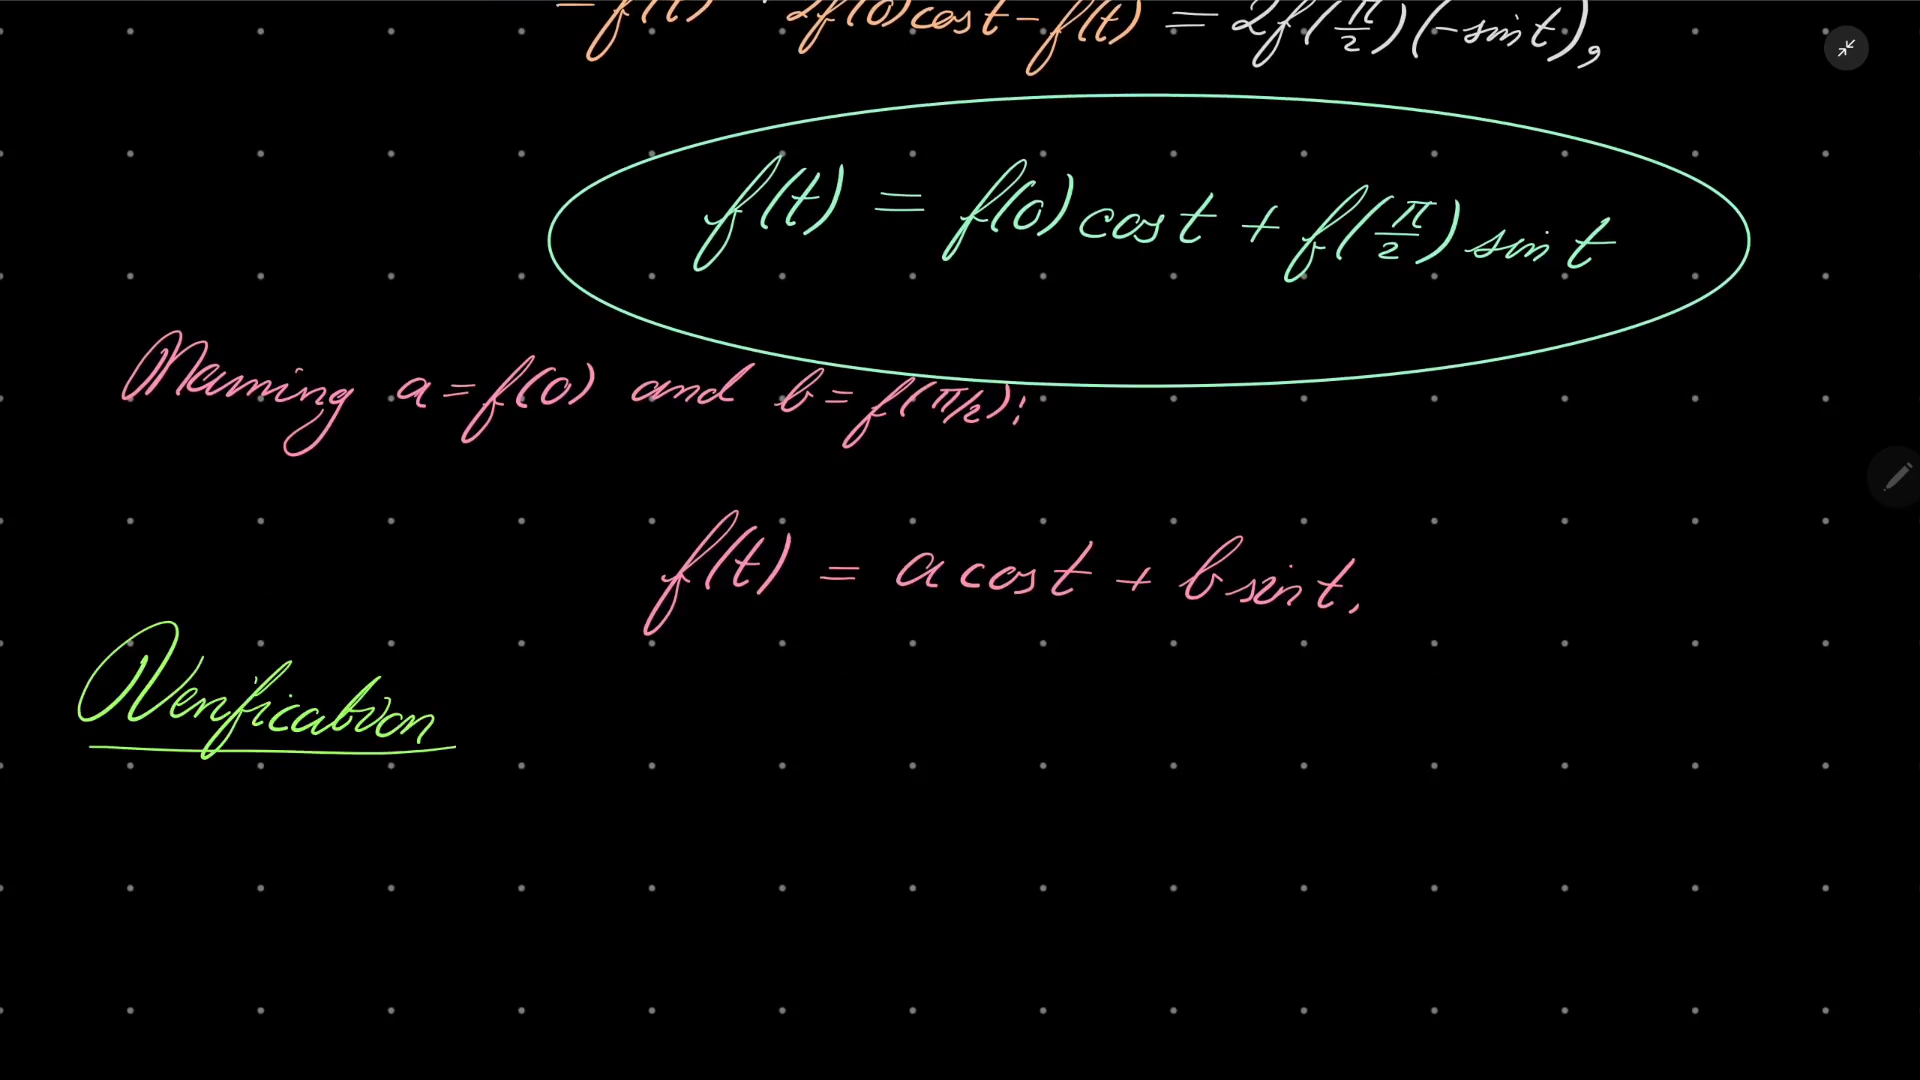 -f(t) + 2f(0)cos t - f(t) = 2f(π/2)(-sin t),
f(t) = f(0) cos t + f(π/2) sin t
Naming a = f(0) and b = f(π/2):
f(t) = a cos t + b sin t.
Verification